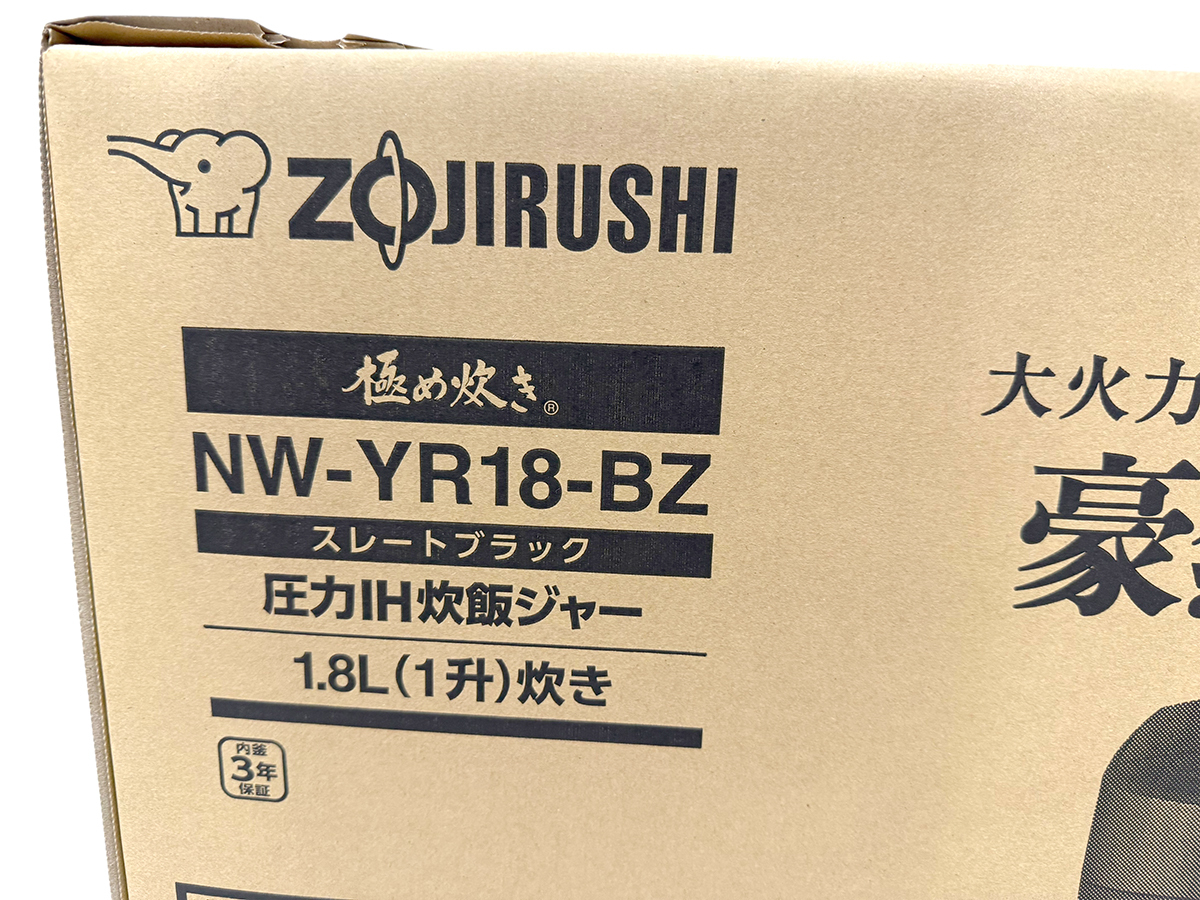 ZOJIRUSHI
極め炊き®
NW-YR18-BZ
スレートブラック
圧力IH炊飯ジャー
1.8L(1升)炊き
内釜
3年
保証
大火力
豪